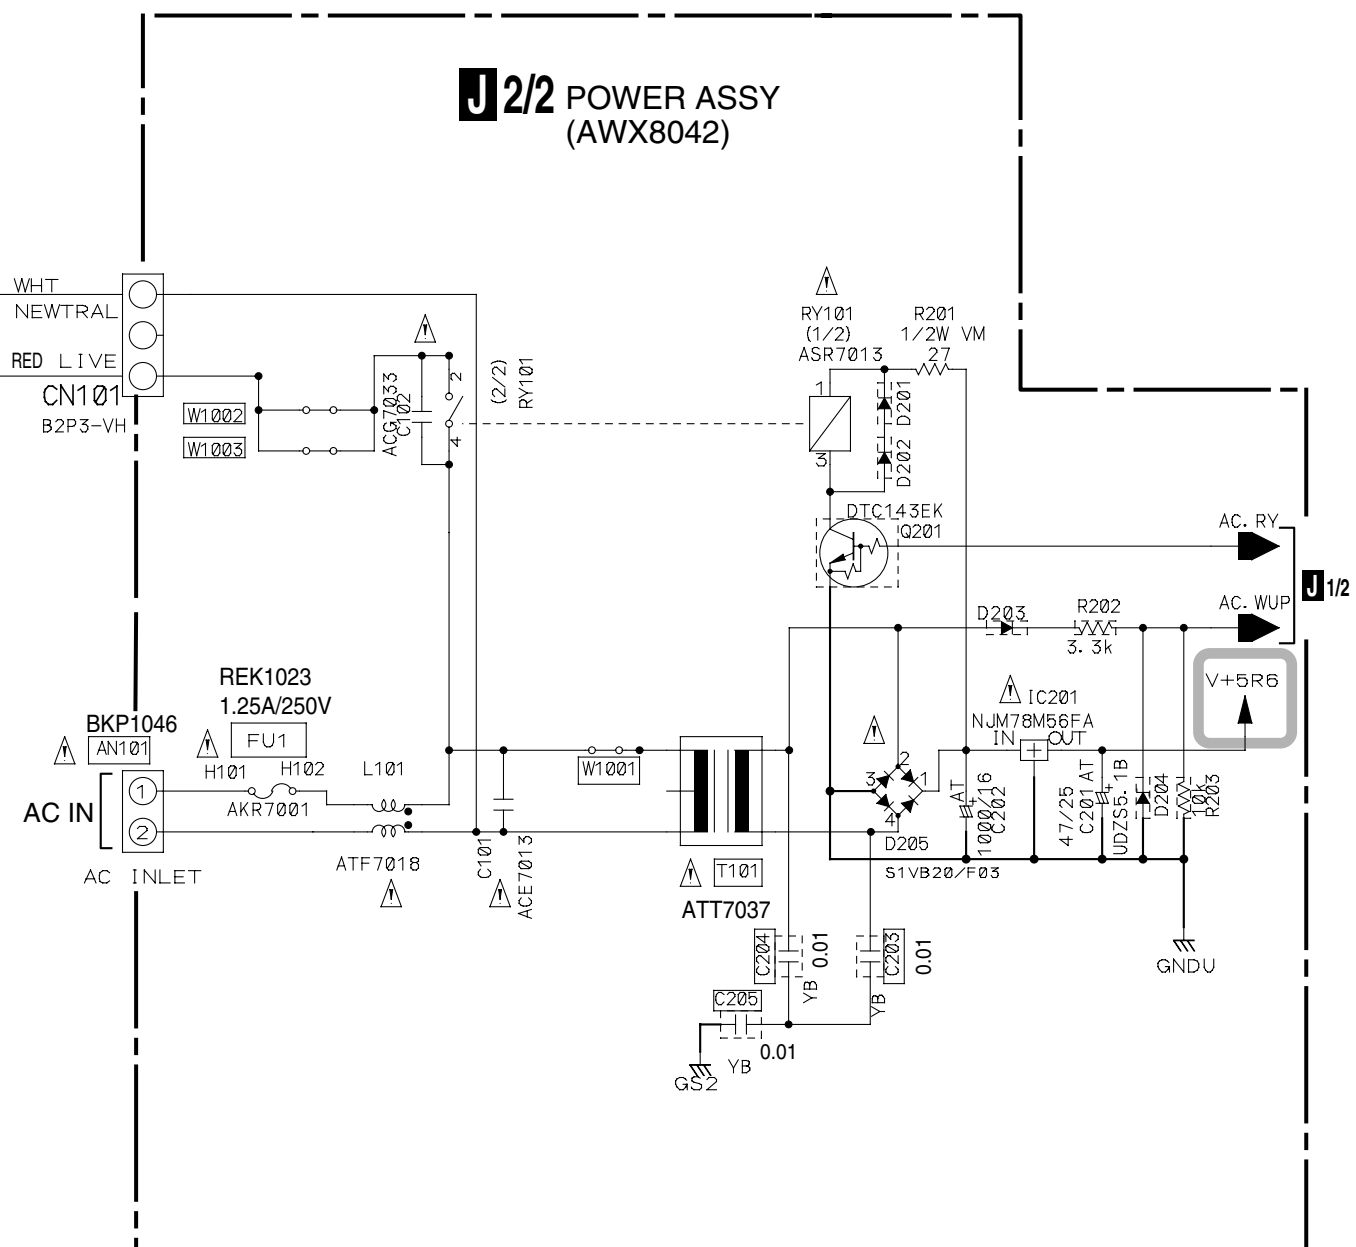 J 2/2 POWER ASSY
(AWX8042)
WHT
NEWTRAL
RED LIVE
CN101
B2P3-VH
W1002
W1003
ACG7033
C102
2
4
(2/2)
RY101
RY101
(1/2)
ASR7013
R201
1/2W VM
27
1
3
D201
D202
DTC143EK
Q201
AC. RY
J 1/2
AC. WUP
D203
R202
3. 3k
V+5R6
IC201
NJM78M56FA
IN
OUT
REK1023
1.25A/250V
FU1
BKP1046
AN101
H101
H102
AKR7001
L101
ATF7018
AC IN
1
2
AC INLET
C101
ACE7013
W1001
T101
ATT7037
2
3
1
4
D205
S1VB20/F03
AT
1000/16
C202
47/25
C201 AT
UDZS5. 1B
D204
10k
R203
GNDU
C204
0.01
YB
C203
0.01
YB
C205
0.01
YB
GS2